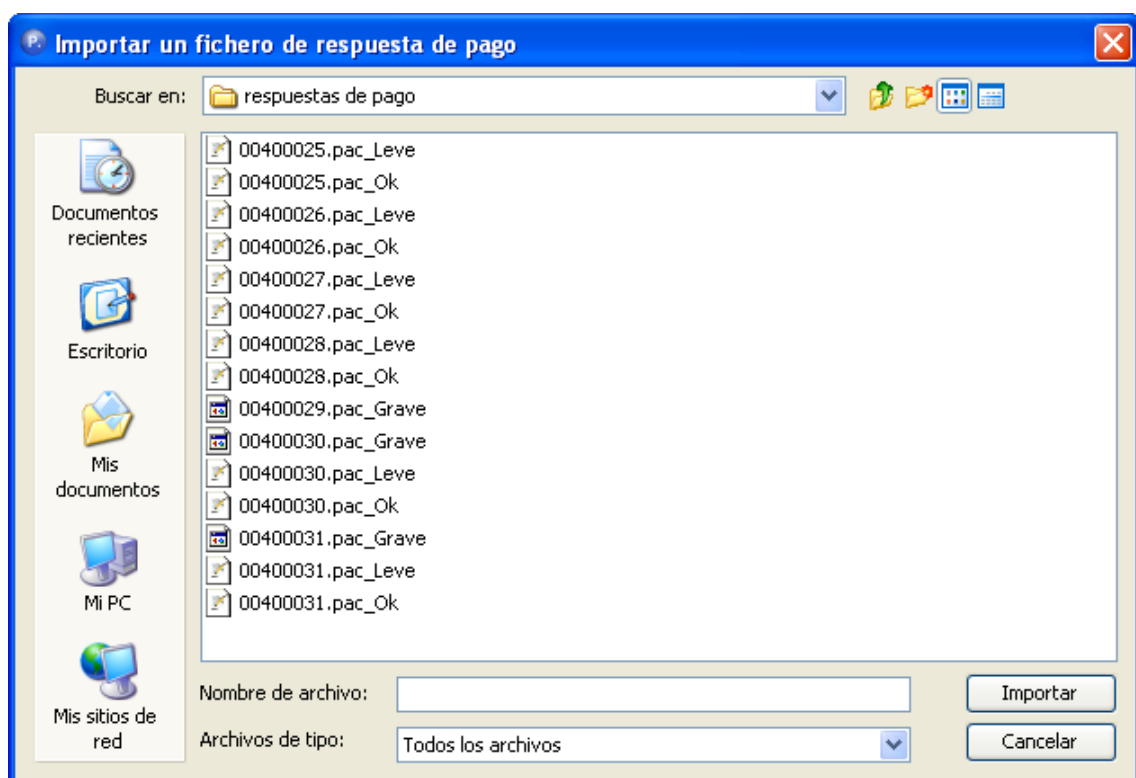 Importar un fichero de respuesta de pago
Buscar en:
respuestas de pago
Documentos
recientes
Escritorio
Mis
documentos
Mi PC
Mis sitios de
red
00400025.pac_Leve
00400025.pac_Ok
00400026.pac_Leve
00400026.pac_Ok
00400027.pac_Leve
00400027.pac_Ok
00400028.pac_Leve
00400028.pac_Ok
00400029.pac_Grave
00400030.pac_Grave
00400030.pac_Leve
00400030.pac_Ok
00400031.pac_Grave
00400031.pac_Leve
00400031.pac_Ok
Nombre de archivo:
Importar
Archivos de tipo:
Todos los archivos
Cancelar